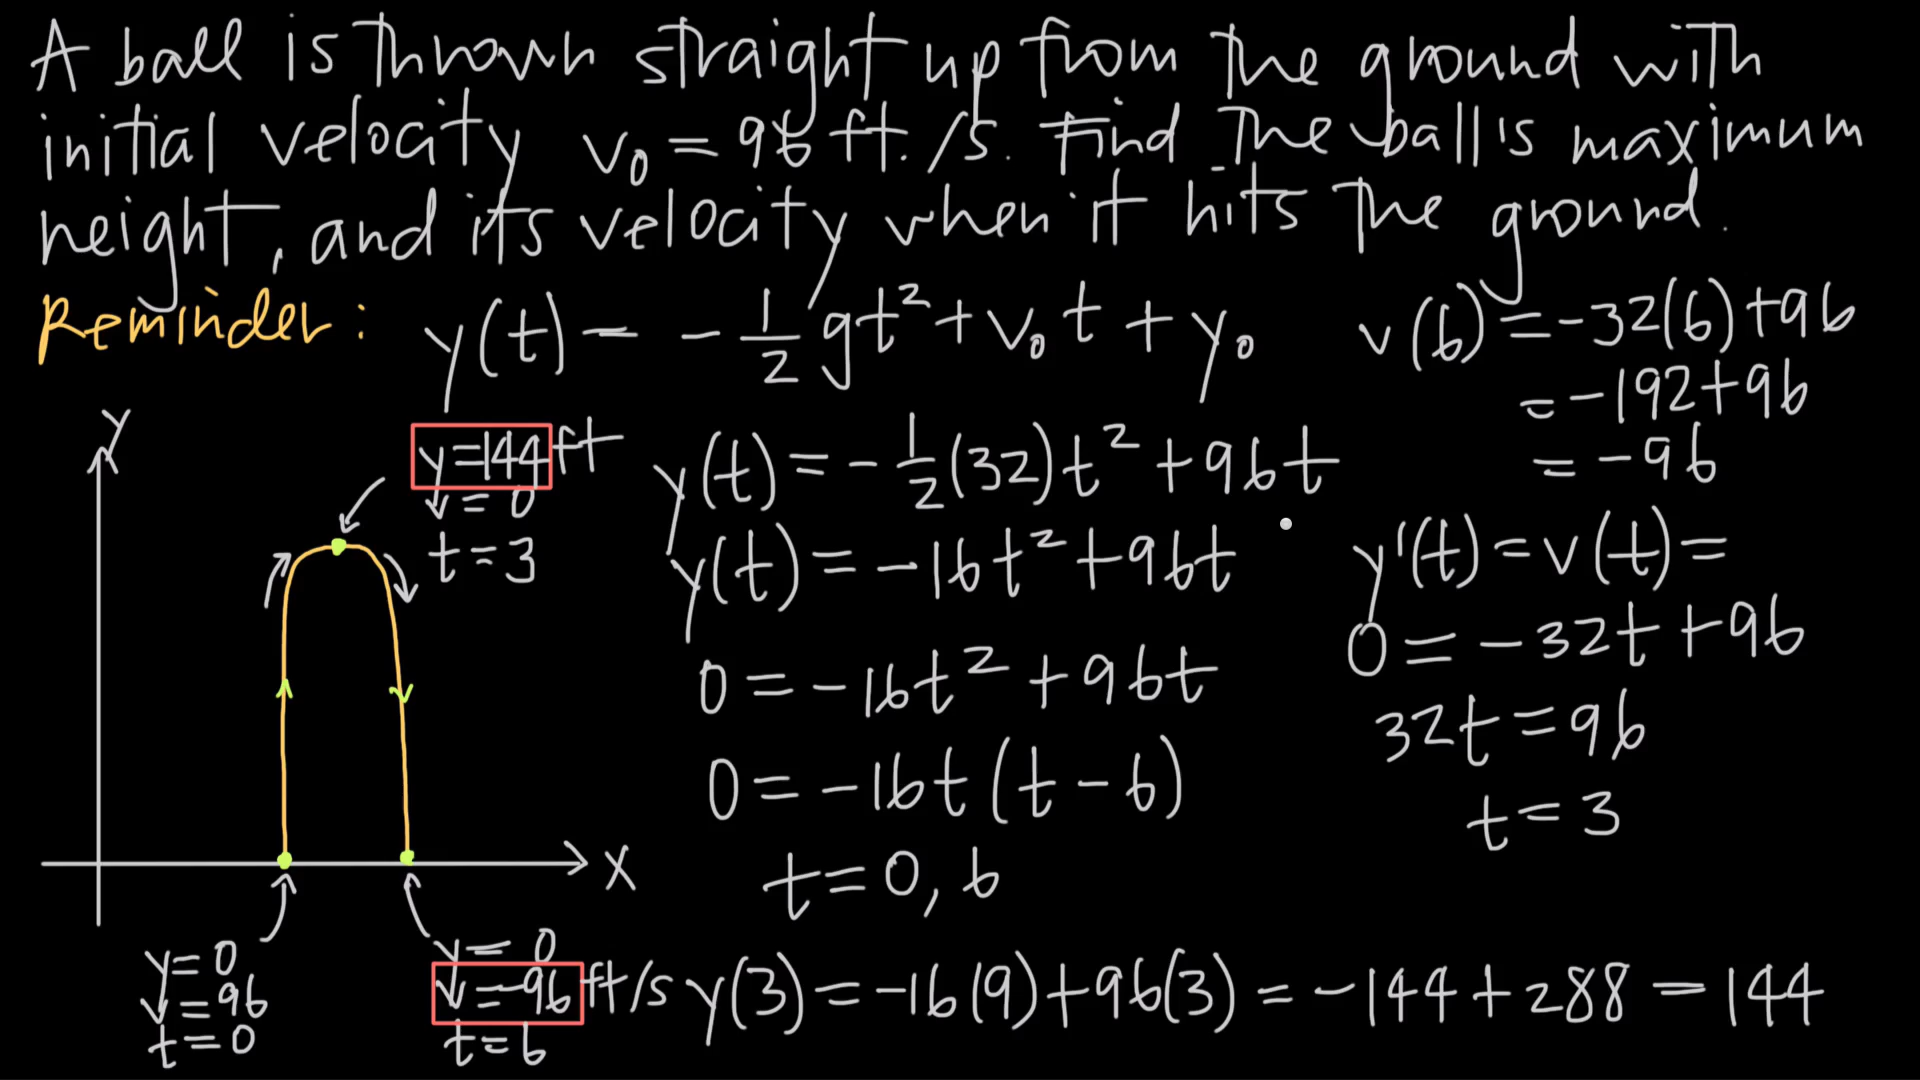 A ball is thrown straight up from the ground with
initial velocity v₀ = 96 ft./s. Find the ball's maximum
height, and its velocity when it hits the ground.
Reminder: y(t) = -1/2 gt² + v₀t + y₀
y(t) = -1/2(32)t² + 96t
y(t) = -16t² + 96t
0 = -16t² + 96t
0 = -16t(t - 6)
t = 0, 6
v(6) = -32(6) + 96
= -192 + 96
= -96
y'(t) = v(t) =
0 = -32t + 96
32t = 96
t = 3
Y
y = 144 ft
v = 0
t = 3
X
y = 0
v = 96
t = 0
y = 0
v = -96 ft/s
t = 6
y(3) = -16(9) + 96(3) = -144 + 288 = 144